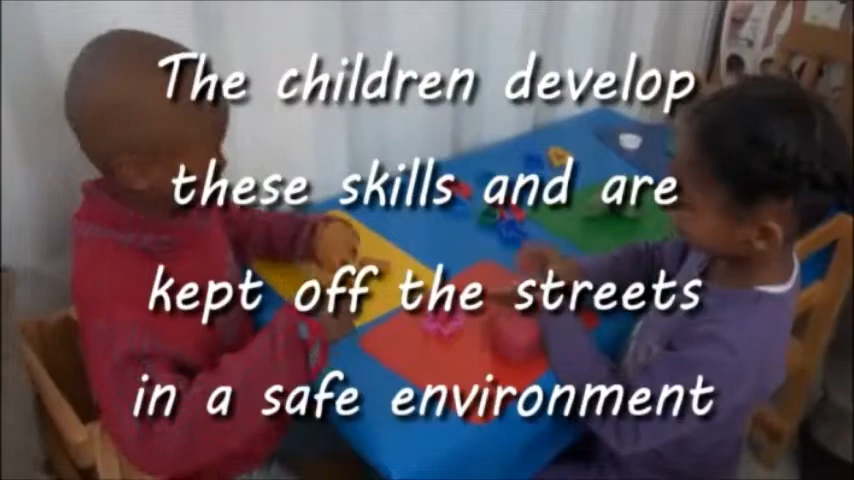 The children develop
these skills and are
kept off the streets
in a safe environment